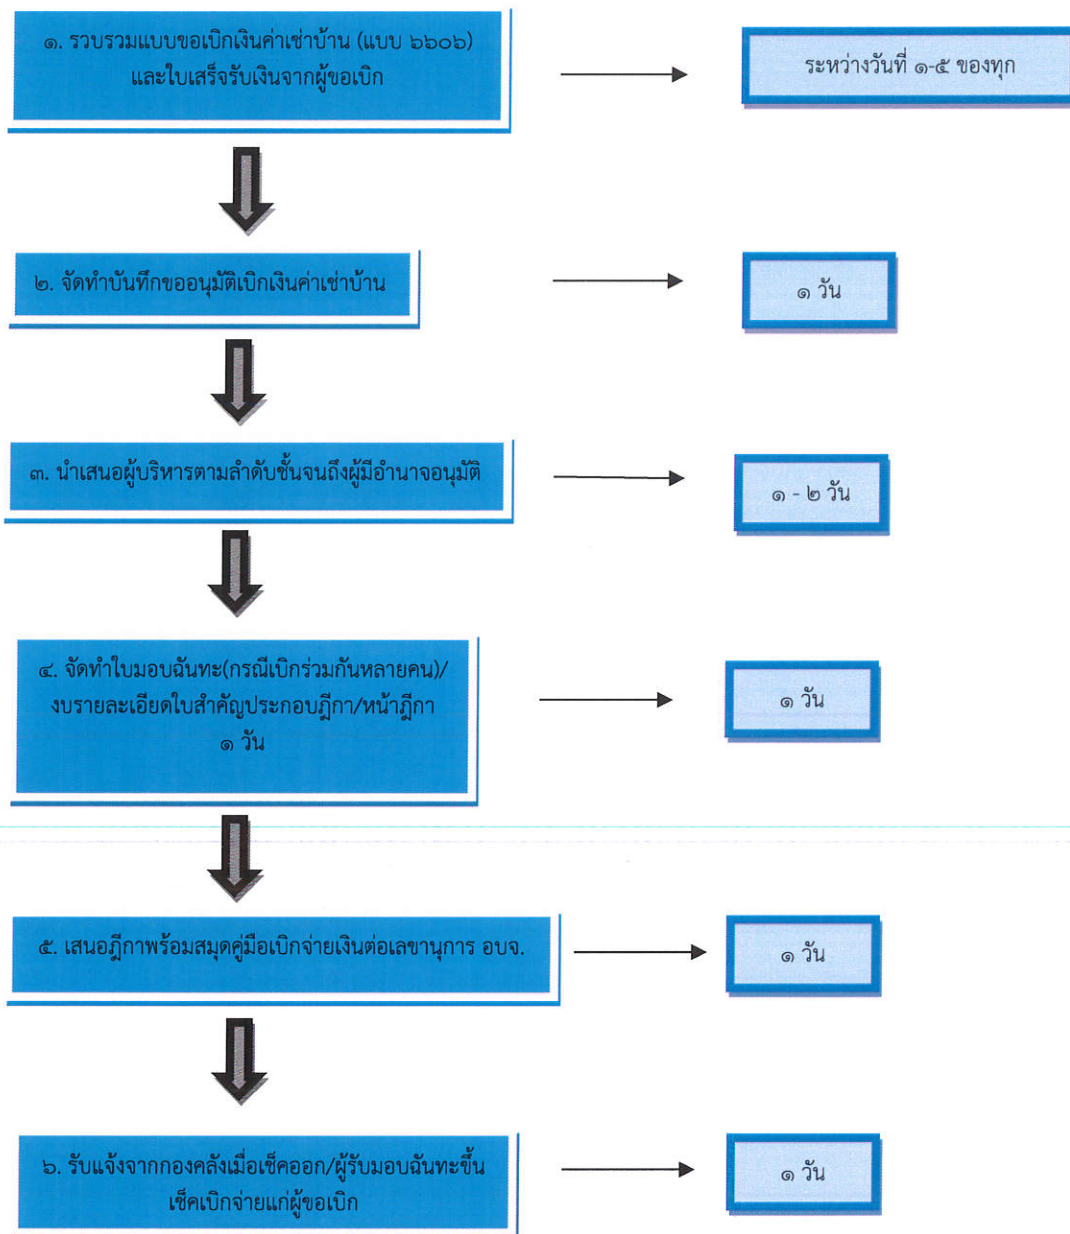 ๑. รวบรวมแบบขอเบิกเงินค่าเช่าบ้าน (แบบ ๖๖๐๖)
และใบเสร็จรับเงินจากผู้ขอเบิก
ระหว่างวันที่ ๑-๕ ของทุก
๒. จัดทำบันทึกขออนุมัติเบิกเงินค่าเช่าบ้าน
๑ วัน
๓. นำเสนอผู้บริหารตามลำดับชั้นจนถึงผู้มีอำนาจอนุมัติ
๑ - ๒ วัน
๔. จัดทำใบมอบฉันทะ(กรณีเบิกร่วมกันหลายคน)/
งบรายละเอียดใบสำคัญประกอบฎีกา/หน้าฎีกา
๑ วัน
๑ วัน
๕. เสนอฎีกาพร้อมสมุดคู่มือเบิกจ่ายเงินต่อเลขานุการ อบจ.
๑ วัน
๖. รับแจ้งจากกองคลังเมื่อเช็คออก/ผู้รับมอบฉันทะขึ้น
เช็คเบิกจ่ายแก่ผู้ขอเบิก
๑ วัน